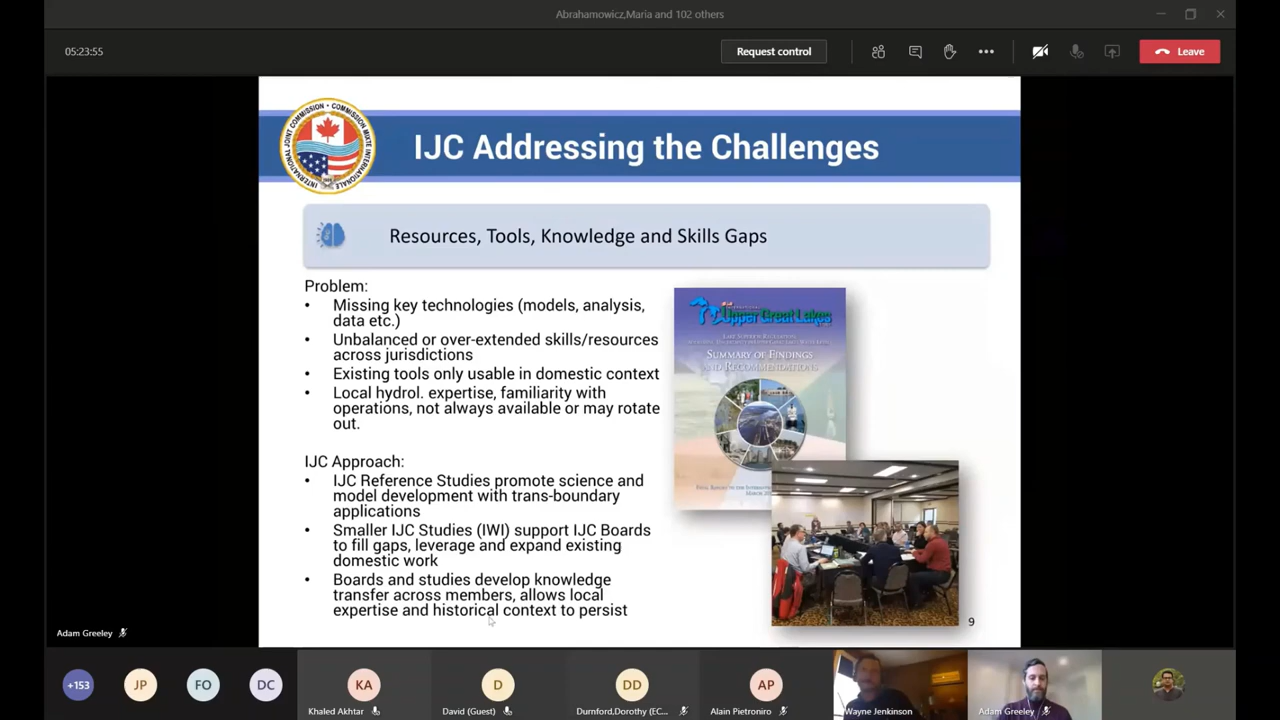 Abrahamowicz,Maria and 102 others
05:23:55
Request control
Leave
INTERNATIONAL JOINT COMMISSION • COMMISSION MIXTE INTERNATIONALE
IJC Addressing the Challenges
Resources, Tools, Knowledge and Skills Gaps
Problem:
• Missing key technologies (models, analysis,
data etc.)
• Unbalanced or over-extended skills/resources
across jurisdictions
• Existing tools only usable in domestic context
• Local hydrol. expertise, familiarity with
operations, not always available or may rotate
out.
IJC Approach:
• IJC Reference Studies promote science and
model development with trans-boundary
applications
• Smaller IJC Studies (IWI) support IJC Boards
to fill gaps, leverage and expand existing
domestic work
• Boards and studies develop knowledge
transfer across members, allows local
expertise and historical context to persist
Upper Great Lakes
SUMMARY OF FINDINGS
AND RECOMMENDATIONS
9
Adam Greeley
+153
JP
FO
DC
KA
Khaled Akhtar
D
David (Guest)
DD
Durnford,Dorothy (EC...
AP
Alain Pietroniro
Wayne Jenkinson
Adam Greeley